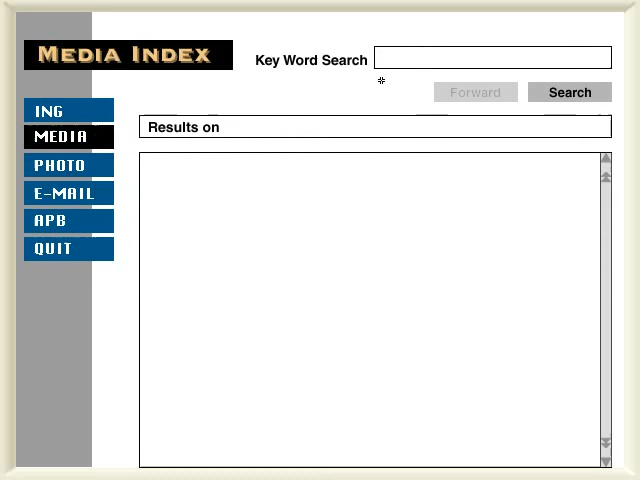 MEDIA INDEX
Key Word Search
Forward
Search
ING
MEDIA
PHOTO
E-MAIL
APB
QUIT
Results on